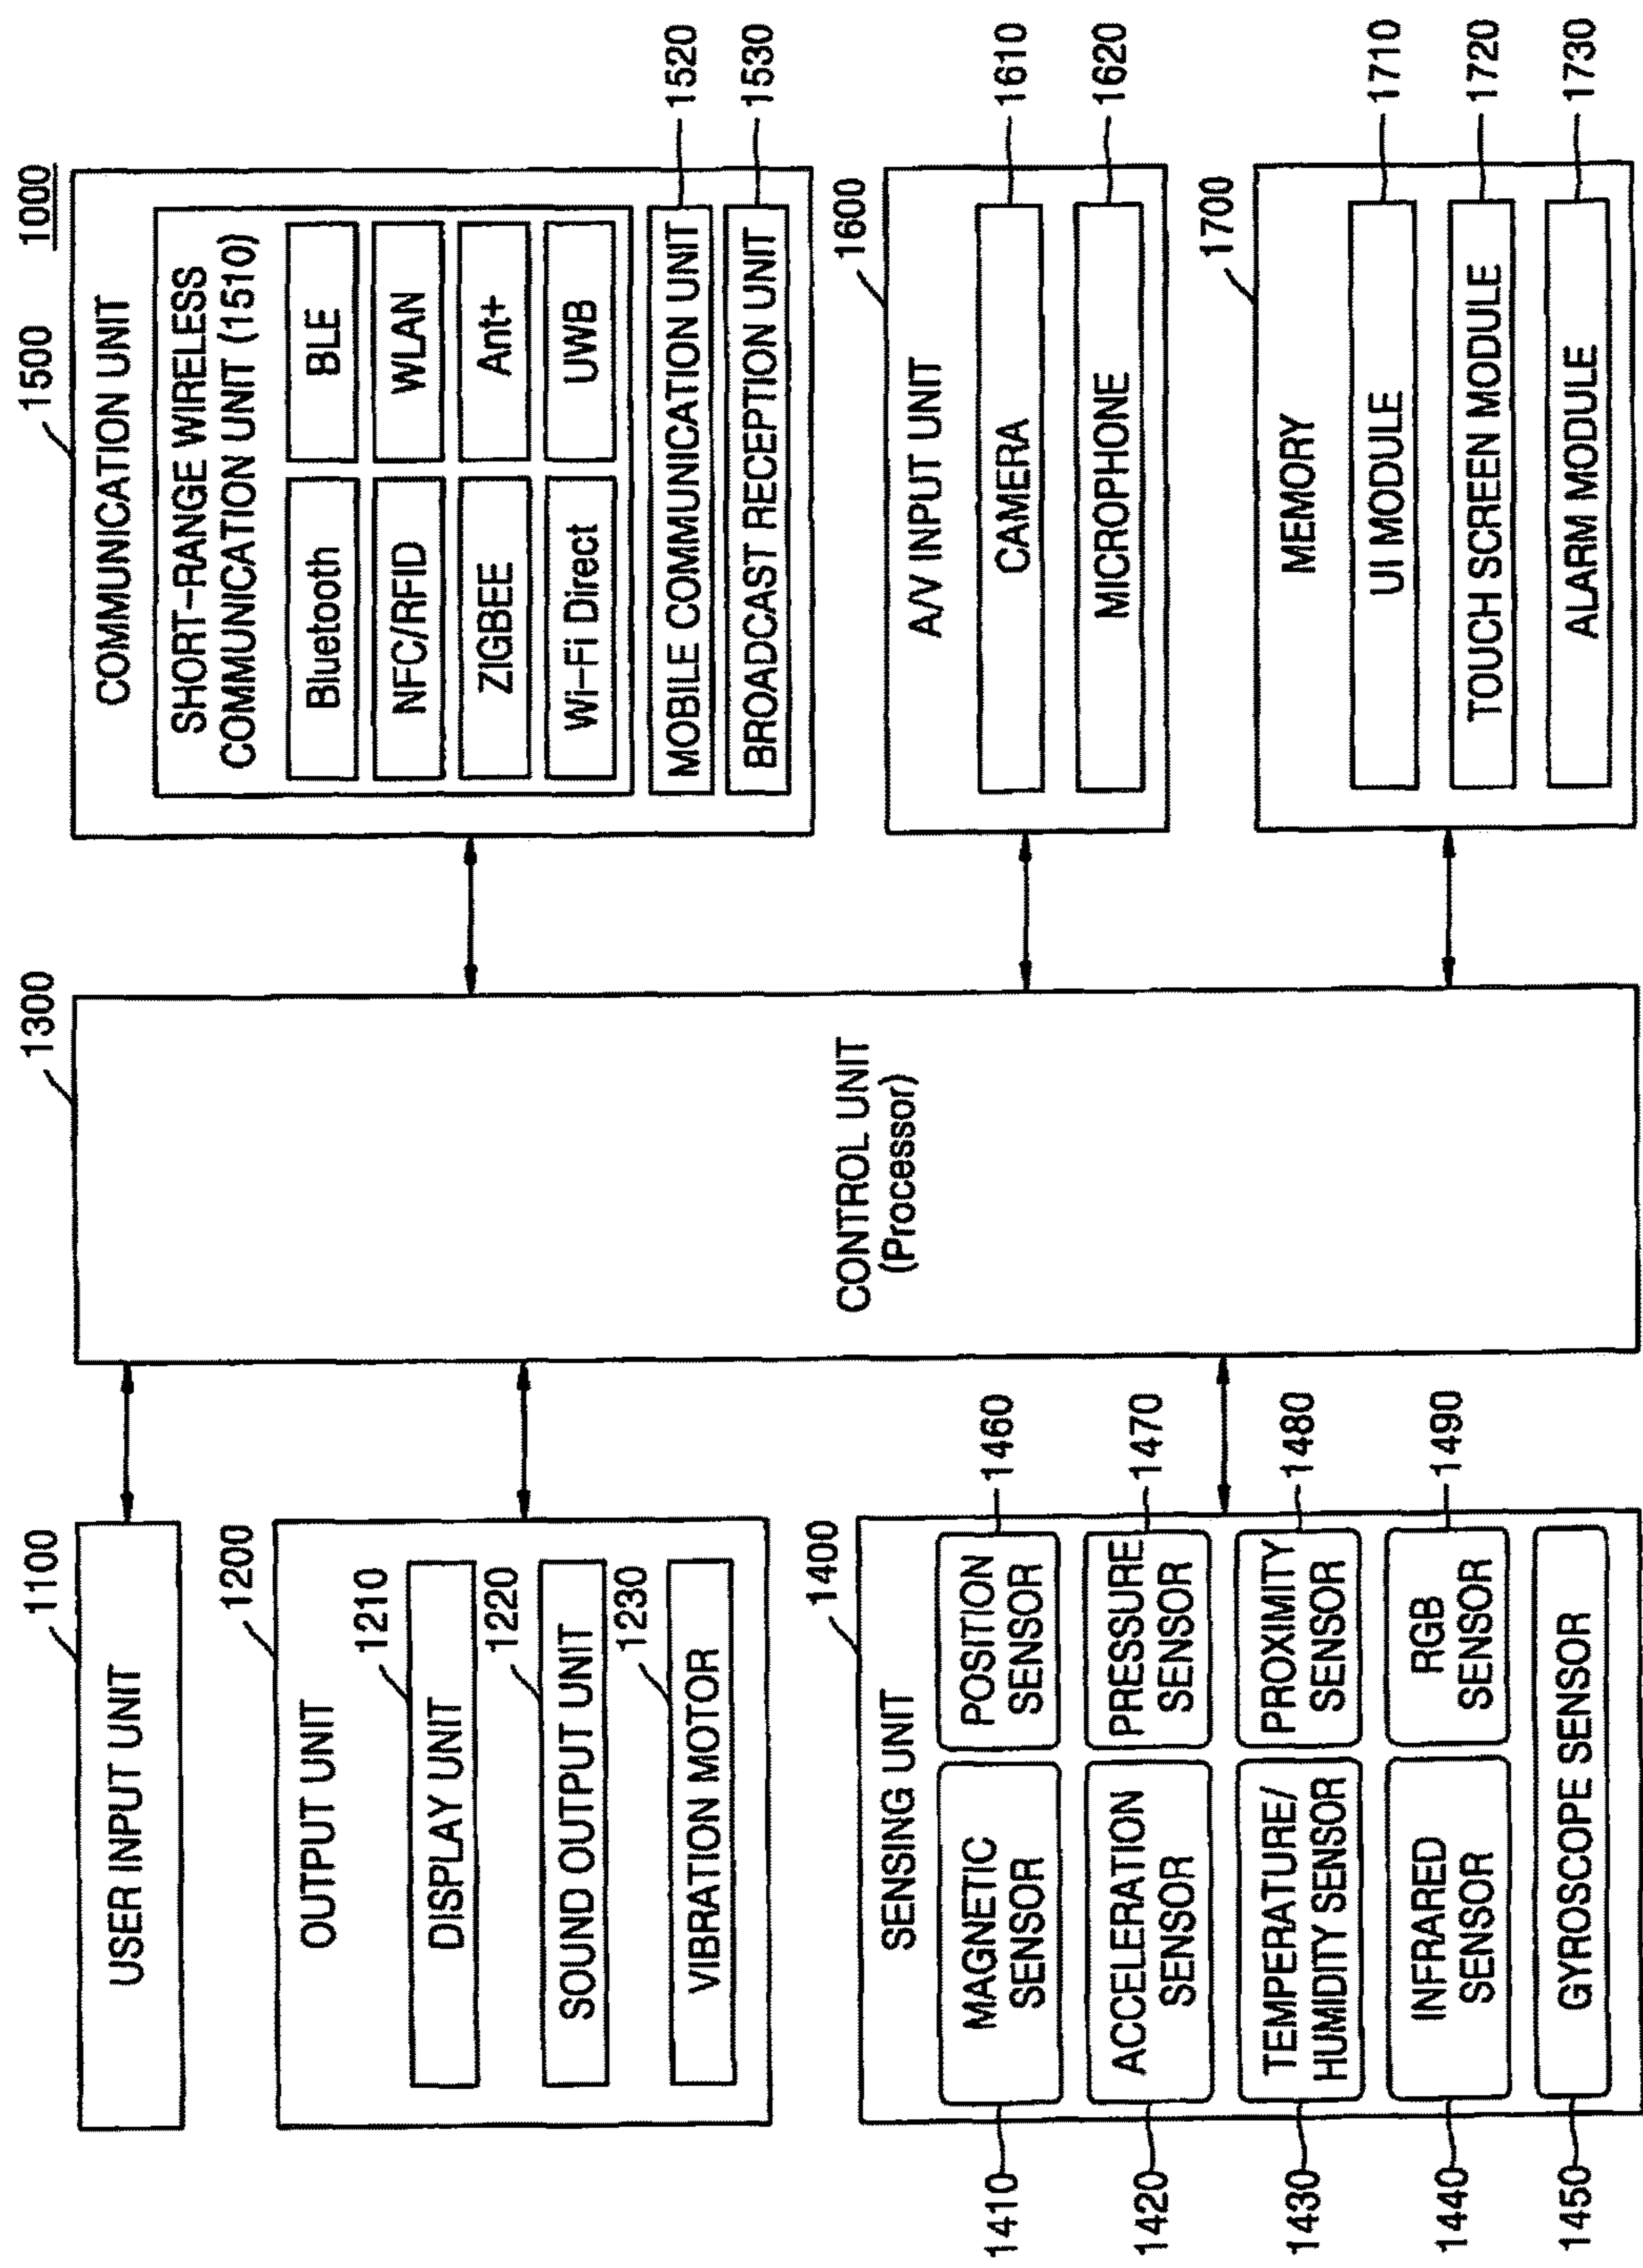 1000
1100
USER INPUT UNIT
1200
OUTPUT UNIT
1210
DISPLAY UNIT
1220
SOUND OUTPUT UNIT
1230
VIBRATION MOTOR
1400
SENSING UNIT
1410
MAGNETIC
SENSOR
POSITION
SENSOR
1460
1420
ACCELERATION
SENSOR
PRESSURE
SENSOR
1470
1430
TEMPERATURE/
HUMIDITY SENSOR
PROXIMITY
SENSOR
1480
1440
INFRARED
SENSOR
RGB
SENSOR
1490
1450
GYROSCOPE SENSOR
1300
CONTROL UNIT
(Processor)
1500
COMMUNICATION UNIT
SHORT-RANGE WIRELESS
COMMUNICATION UNIT (1510)
Bluetooth
BLE
NFC/RFID
WLAN
ZIGBEE
Ant+
Wi-Fi Direct
UWB
MOBILE COMMUNICATION UNIT
1520
BROADCAST RECEPTION UNIT
1530
1600
A/V INPUT UNIT
CAMERA
1610
MICROPHONE
1620
1700
MEMORY
UI MODULE
1710
TOUCH SCREEN MODULE
1720
ALARM MODULE
1730